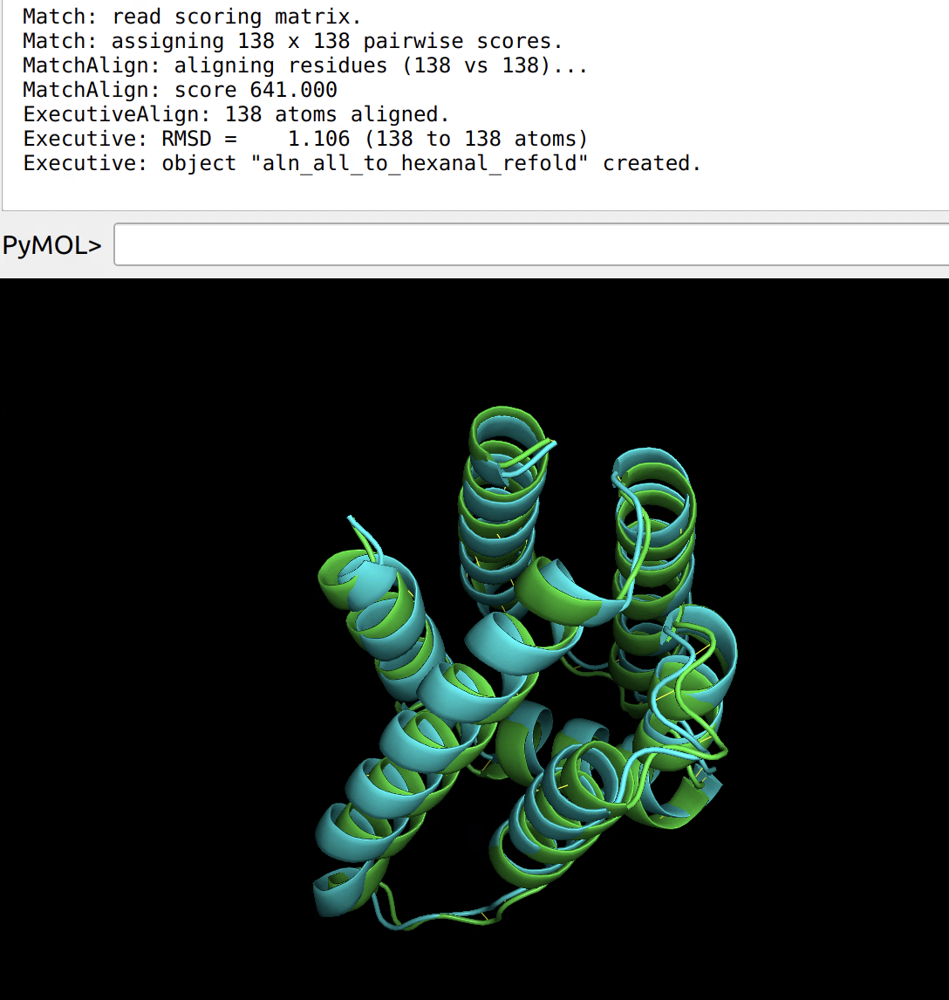 Match: read scoring matrix.
Match: assigning 138 x 138 pairwise scores.
MatchAlign: aligning residues (138 vs 138)...
MatchAlign: score 641.000
ExecutiveAlign: 138 atoms aligned.
Executive: RMSD =    1.106 (138 to 138 atoms)
Executive: object "aln_all_to_hexanal_refold" created.
PyMOL>